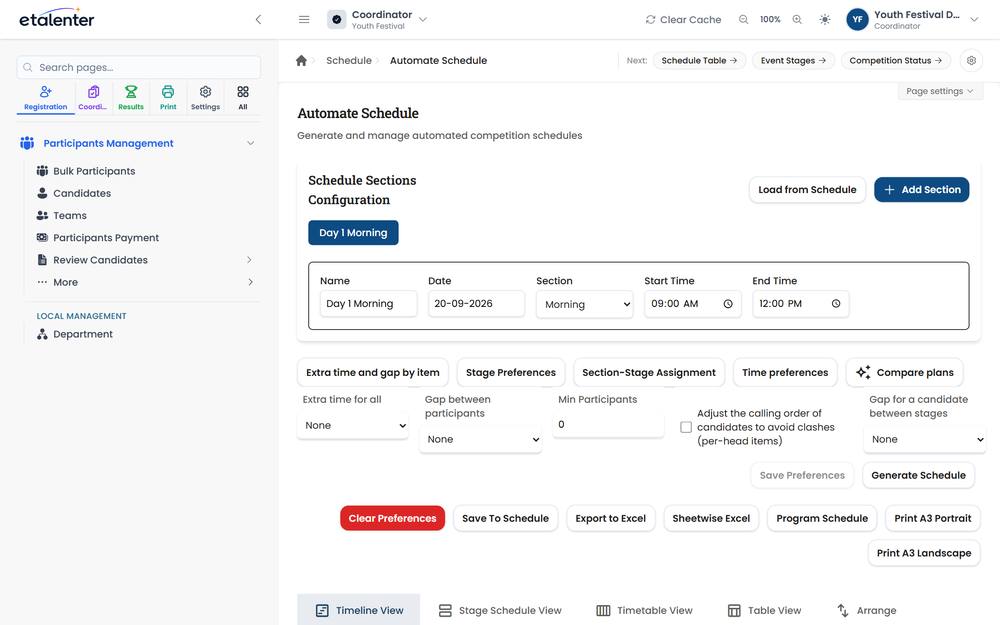 etalenter
Coordinator
Youth Festival
Clear Cache
100%
YF
Youth Festival D...
Coordinator
Search pages...
Registration
Coordi...
Results
Print
Settings
All
Participants Management
Bulk Participants
Candidates
Teams
Participants Payment
Review Candidates
More
LOCAL MANAGEMENT
Department
Schedule
Automate Schedule
Next:
Schedule Table →
Event Stages →
Competition Status →
Page settings
Automate Schedule
Generate and manage automated competition schedules
Schedule Sections
Configuration
Load from Schedule
+ Add Section
Day 1 Morning
Name
Date
Section
Start Time
End Time
Day 1 Morning
20-09-2026
Morning
09:00 AM
12:00 PM
Extra time and gap by item
Stage Preferences
Section-Stage Assignment
Time preferences
Compare plans
Extra time for all
None
Gap between
participants
None
Min Participants
0
Adjust the calling order of
candidates to avoid clashes
(per-head items)
Gap for a candidate
between stages
None
Save Preferences
Generate Schedule
Clear Preferences
Save To Schedule
Export to Excel
Sheetwise Excel
Program Schedule
Print A3 Portrait
Print A3 Landscape
Timeline View
Stage Schedule View
Timetable View
Table View
Arrange